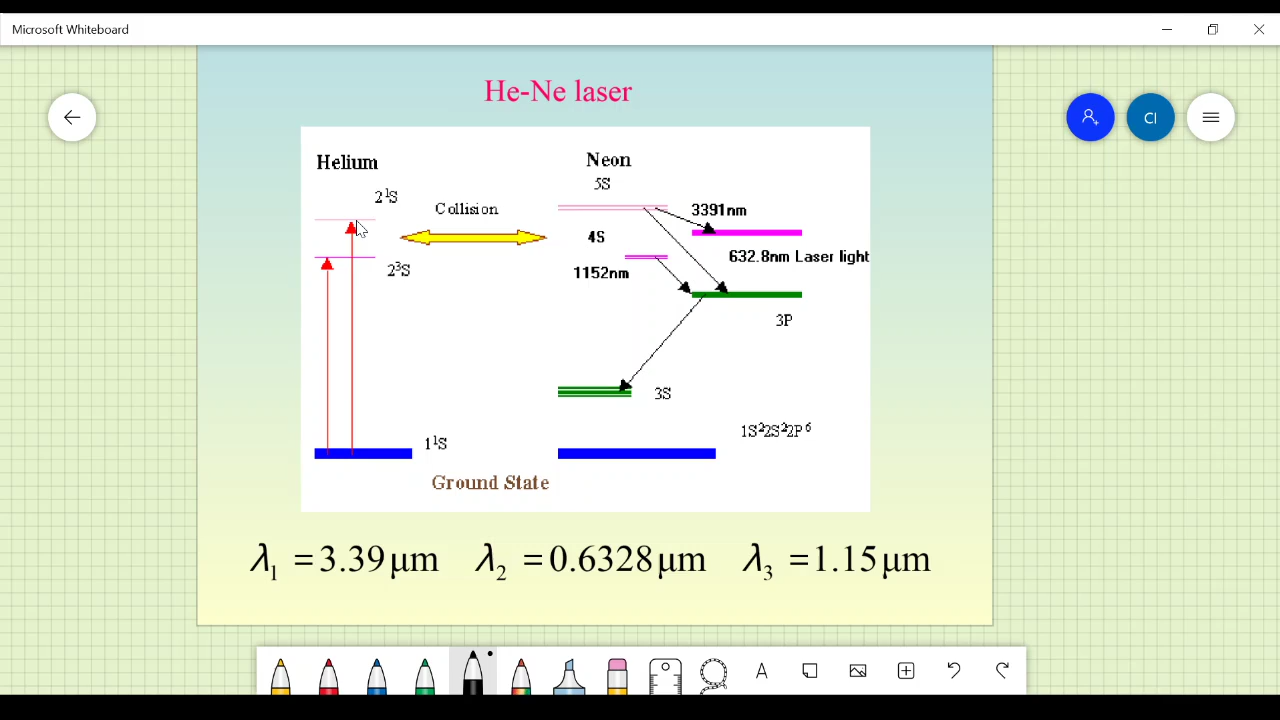 Microsoft Whiteboard
He-Ne laser
CI
Helium
Neon
5S
2¹S
Collision
3391nm
4S
632.8nm Laser light
2³S
1152nm
3P
3S
1S²2S²2P⁶
1¹S
Ground State
λ₁ = 3.39 μm λ₂ = 0.6328 μm λ₃ = 1.15 μm
A